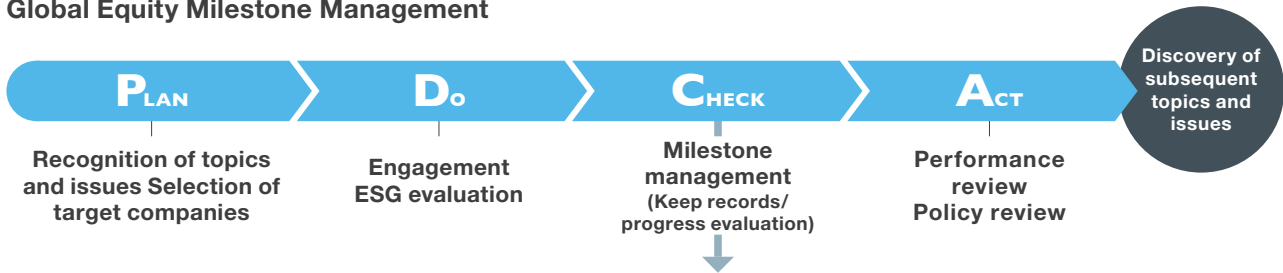 Global Equity Milestone Management
PLAN
DO
CHECK
ACT
Discovery of
subsequent
topics and
issues
Recognition of topics
and issues Selection of
target companies
Engagement
ESG evaluation
Milestone
management
(Keep records/
progress evaluation)
Performance
review
Policy review